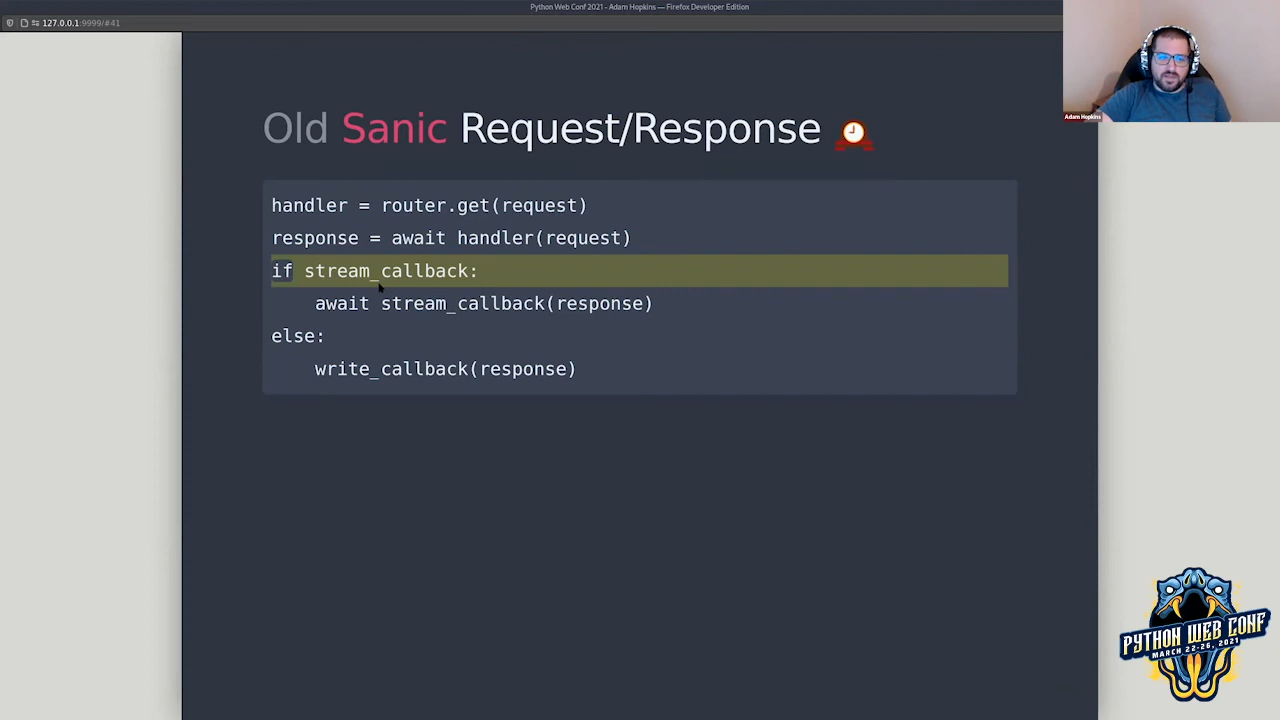 Python Web Conf 2021 - Adam Hopkins — Firefox Developer Edition
127.0.0.1:9999/#41
Adam Hopkins
Old Sanic Request/Response
handler = router.get(request)
response = await handler(request)
if stream_callback:
    await stream_callback(response)
else:
    write_callback(response)
PYTHON WEB CONF
MARCH 22-26, 2021